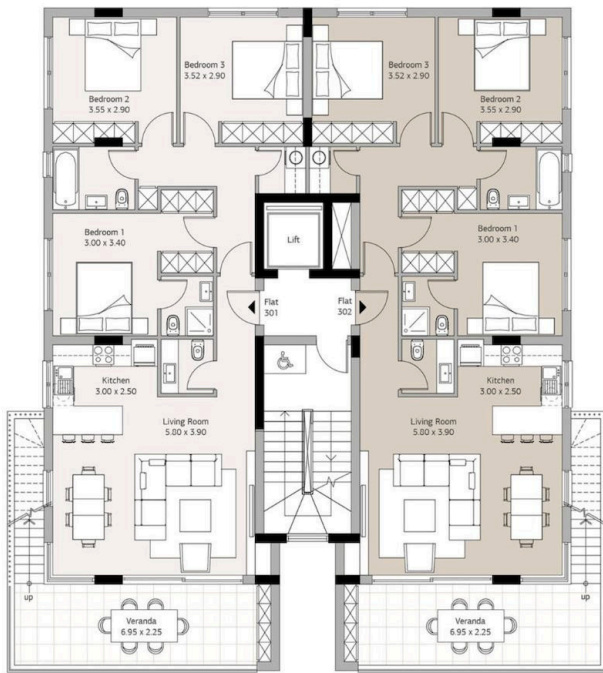 Bedroom 2
3.55 x 2.90
Bedroom 3
3.52 x 2.90
Bedroom 3
3.52 x 2.90
Bedroom 2
3.55 x 2.90
Bedroom 1
3.00 x 3.40
Lift
Bedroom 1
3.00 x 3.40
Flat
301
Flat
302
Kitchen
3.00 x 2.50
Kitchen
3.00 x 2.50
Living Room
5.80 x 3.90
Living Room
5.80 x 3.90
up
up
Veranda
6.95 x 2.25
Veranda
6.95 x 2.25